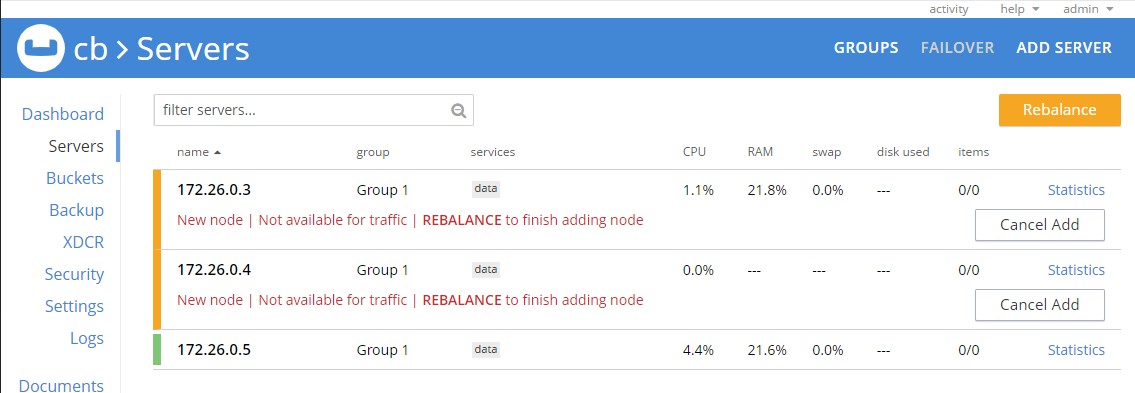 activity help admin
cb > Servers GROUPS FAILOVER ADD SERVER
Dashboard
Servers
Buckets
Backup
XDCR
Security
Settings
Logs
Documents
filter servers... Rebalance
name group services CPU RAM swap disk used items
172.26.0.3 Group 1 data 1.1% 21.8% 0.0% --- 0/0 Statistics
New node | Not available for traffic | REBALANCE to finish adding node Cancel Add
172.26.0.4 Group 1 data 0.0% --- --- --- 0/0 Statistics
New node | Not available for traffic | REBALANCE to finish adding node Cancel Add
172.26.0.5 Group 1 data 4.4% 21.6% 0.0% --- 0/0 Statistics